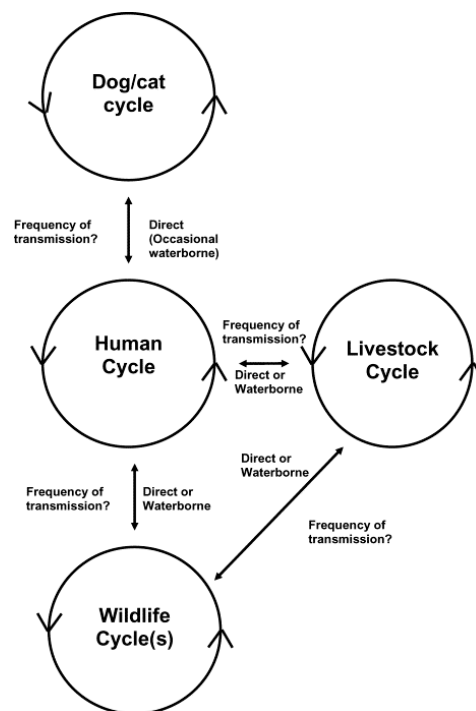 Dog/cat
cycle
Frequency of
transmission?
Direct
(Occasional
waterborne)
Human
Cycle
Frequency of
transmission?
Direct or
Waterborne
Livestock
Cycle
Direct or
Waterborne
Frequency of
transmission?
Frequency of
transmission?
Direct or
Waterborne
Wildlife
Cycle(s)